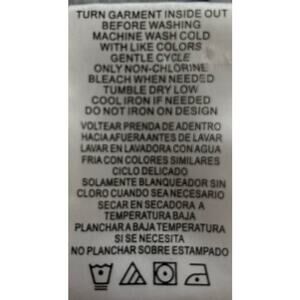 TURN GARMENT INSIDE OUT
BEFORE WASHING
MACHINE WASH COLD
WITH LIKE COLORS
GENTLE CYCLE
ONLY NON-CHLORINE
BLEACH WHEN NEEDED
TUMBLE DRY LOW
COOL IRON IF NEEDED
DO NOT IRON ON DESIGN
VOLTEAR PRENDA DE ADENTRO
HACIA AFUERA ANTES DE LAVAR
LAVAR EN LAVADORA CON AGUA
FRIA CON COLORES SIMILARES
CICLO DELICADO
SOLAMENTE BLANQUEADOR SIN
CLORO CUANDO SEA NECESARIO
SECAR EN SECADORA A
TEMPERATURA BAJA
PLANCHAR A BAJA TEMPERATURA
SI SE NECESITA
NO PLANCHAR SOBRE ESTAMPADO